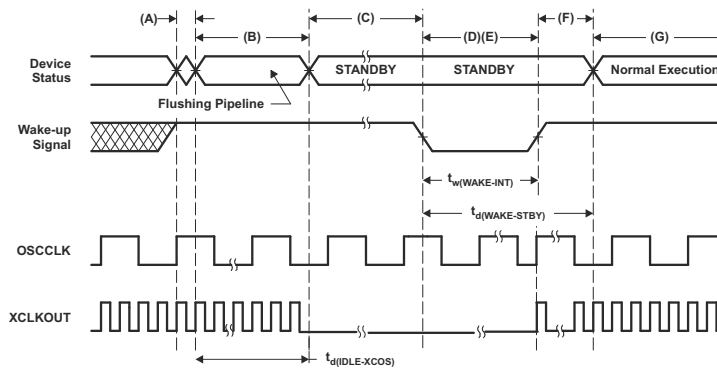 (A)
(B)
(C)
(D)(E)
(F)
(G)
Device
Status
STANDBY
STANDBY
Normal Execution
Flushing Pipeline
Wake-up
Signal
tw(WAKE-INT)
td(WAKE-STBY)
OSCCLK
XCLKOUT
td(IDLE-XCOS)